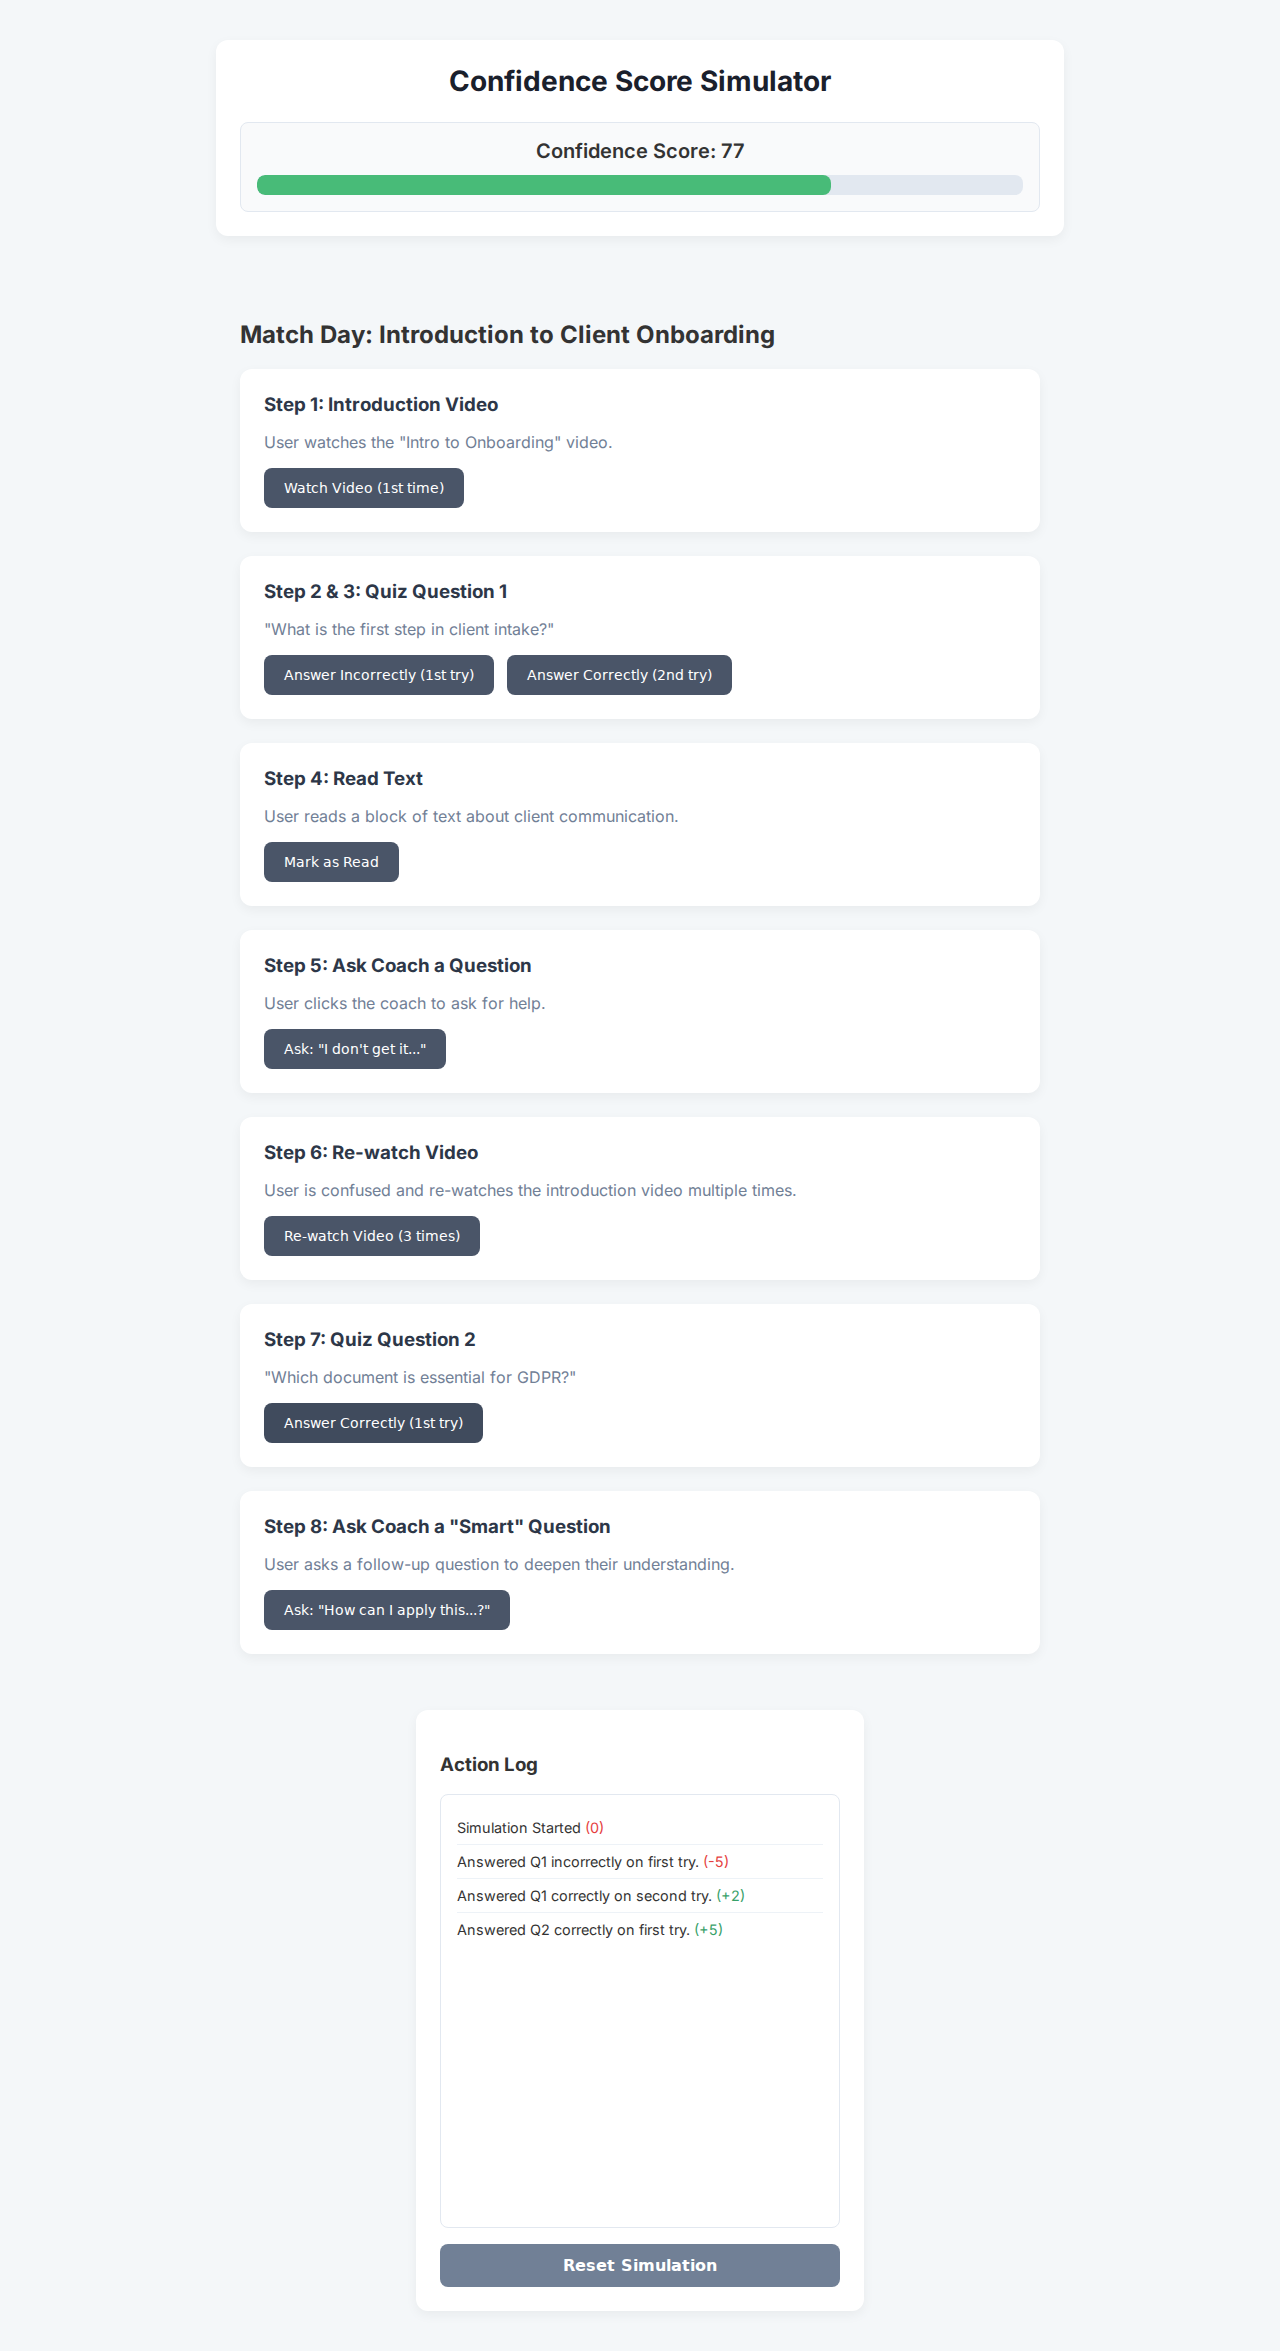 Confidence Score Simulator
Confidence Score: 77
Match Day: Introduction to Client Onboarding
Step 1: Introduction Video
User watches the "Intro to Onboarding" video.
Watch Video (1st time)
Step 2 & 3: Quiz Question 1
"What is the first step in client intake?"
Answer Incorrectly (1st try) Answer Correctly (2nd try)
Step 4: Read Text
User reads a block of text about client communication.
Mark as Read
Step 5: Ask Coach a Question
User clicks the coach to ask for help.
Ask: "I don't get it..."
Step 6: Re-watch Video
User is confused and re-watches the introduction video multiple times.
Re-watch Video (3 times)
Step 7: Quiz Question 2
"Which document is essential for GDPR?"
Answer Correctly (1st try)
Step 8: Ask Coach a "Smart" Question
User asks a follow-up question to deepen their understanding.
Ask: "How can I apply this...?"
Action Log
Simulation Started (0)
Answered Q1 incorrectly on first try. (-5)
Answered Q1 correctly on second try. (+2)
Answered Q2 correctly on first try. (+5)
Reset Simulation